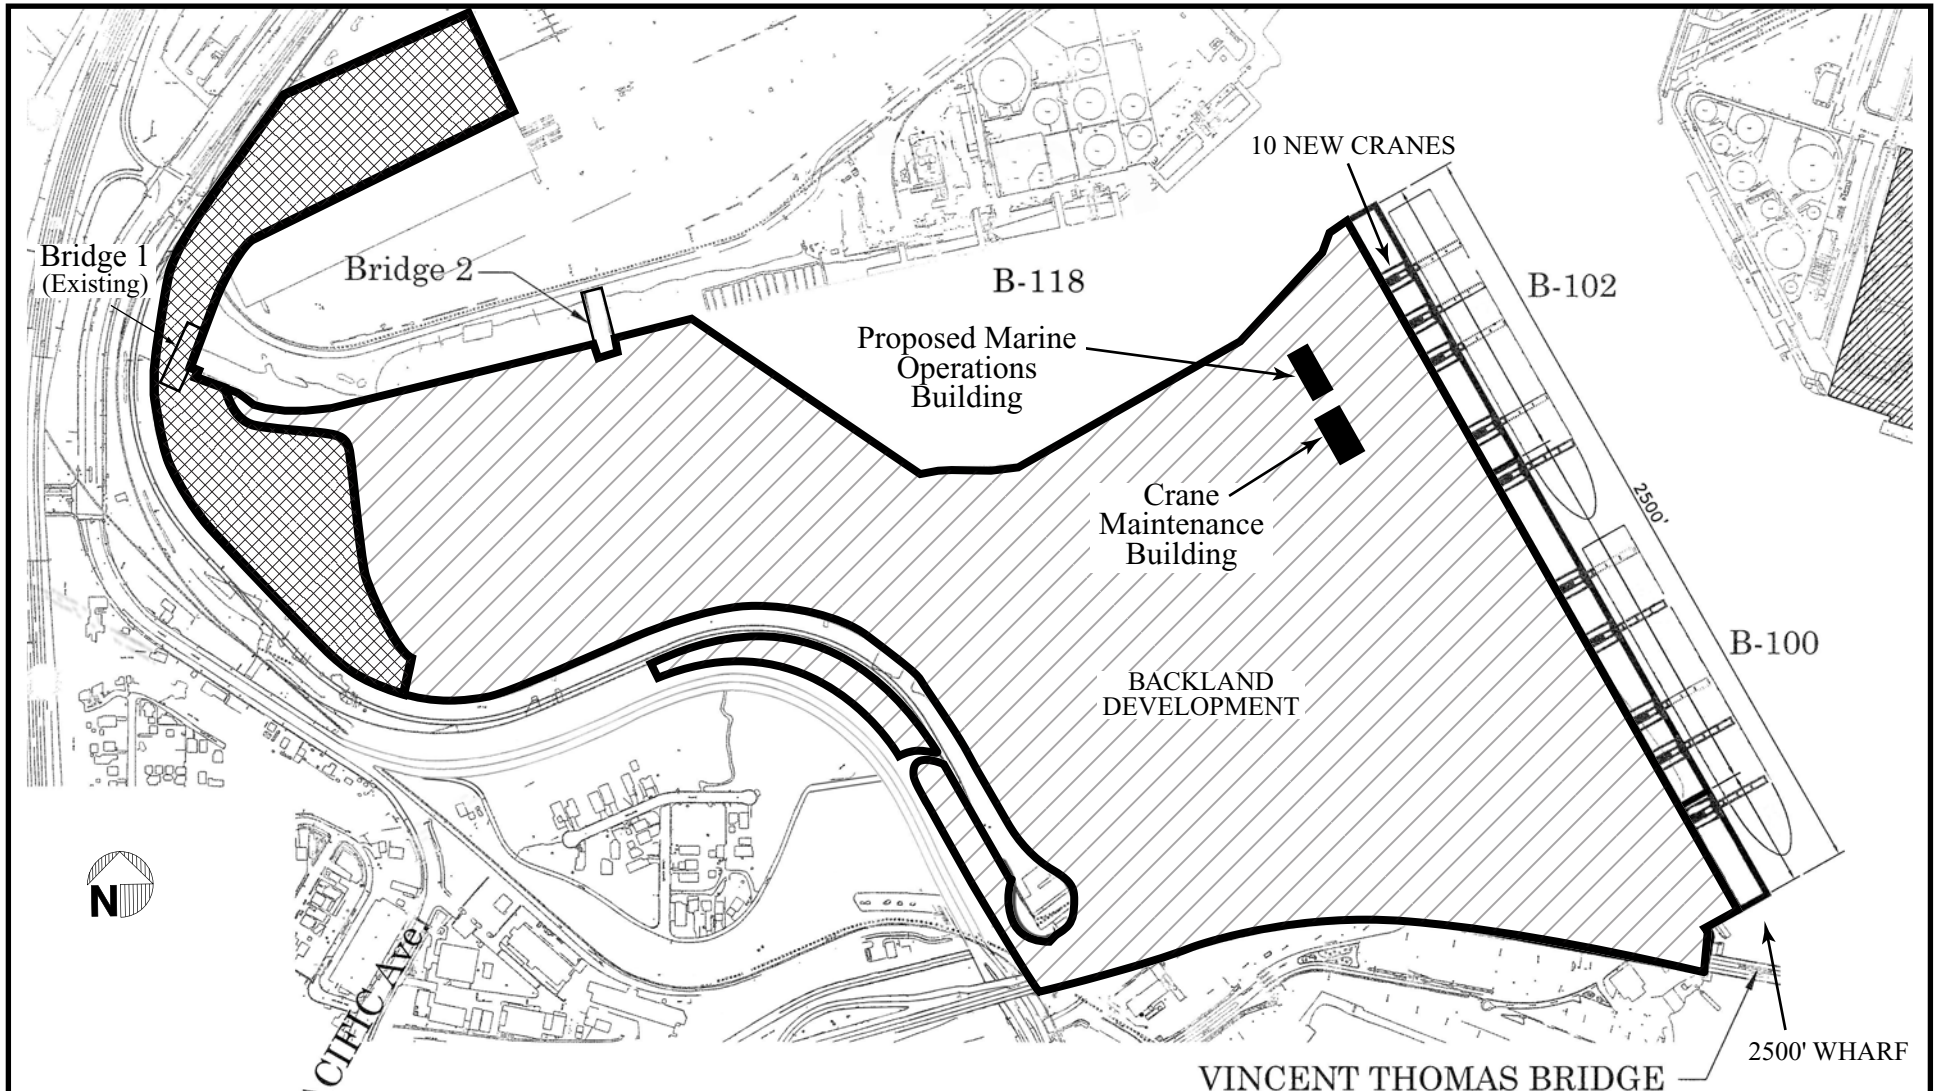 10 NEW CRANES
Bridge 1
(Existing)
Bridge 2
B-118
B-102
Proposed Marine
Operations
Building
Crane
Maintenance
Building
2500'
B-100
BACKLAND
DEVELOPMENT
N
CIFIC Ave.
2500' WHARF
VINCENT THOMAS BRIDGE